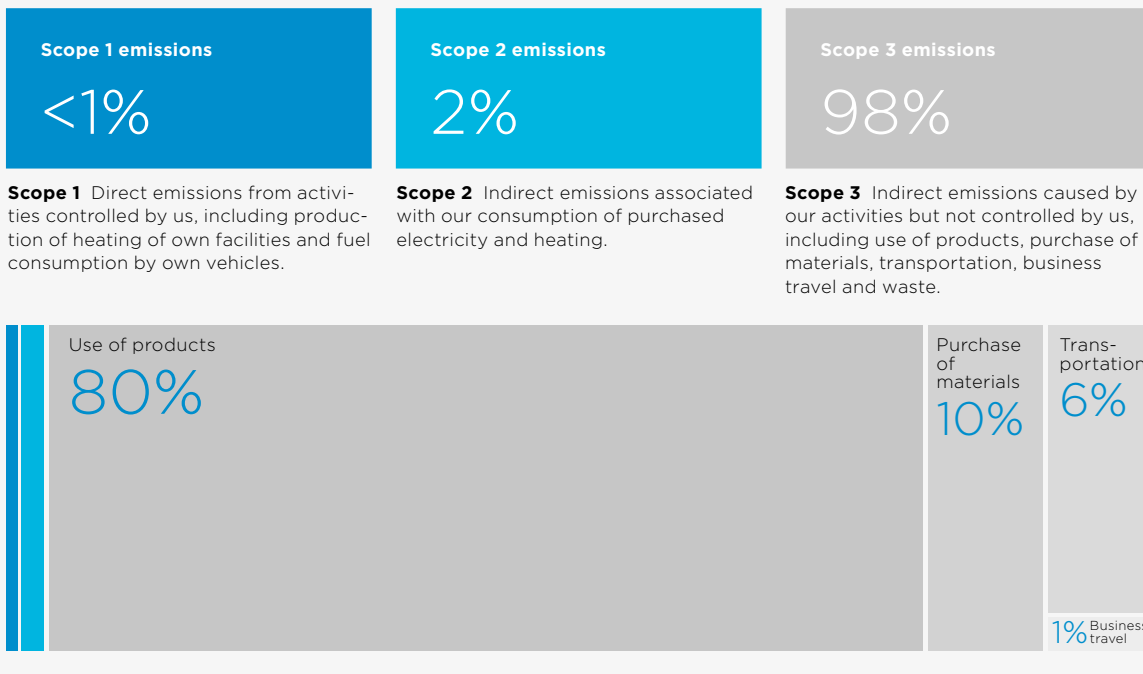 Scope 1 emissions
<1%
Scope 1 Direct emissions from activi-
ties controlled by us, including produc-
tion of heating of own facilities and fuel
consumption by own vehicles.
Scope 2 emissions
2%
Scope 2 Indirect emissions associated
with our consumption of purchased
electricity and heating.
Scope 3 emissions
98%
Scope 3 Indirect emissions caused by
our activities but not controlled by us,
including use of products, purchase of
materials, transportation, business
travel and waste.
Use of products
80%
Purchase
of
materials
10%
Trans-
portation
6%
1% Business
travel